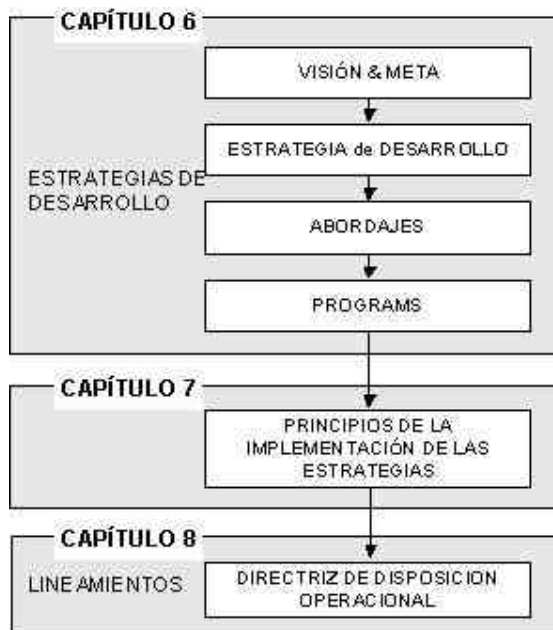 CAPÍTULO 6
VISIÓN & META
ESTRATEGIA de DESARROLLO
ESTRATEGIAS DE
DESARROLLO
ABORDAJES
PROGRAMS
CAPÍTULO 7
PRINCIPIOS DE LA
IMPLEMENTACIÓN DE LAS
ESTRATEGIAS
CAPÍTULO 8
LINEAMIENTOS
DIRECTRIZ DE DISPOSICION
OPERACIONAL